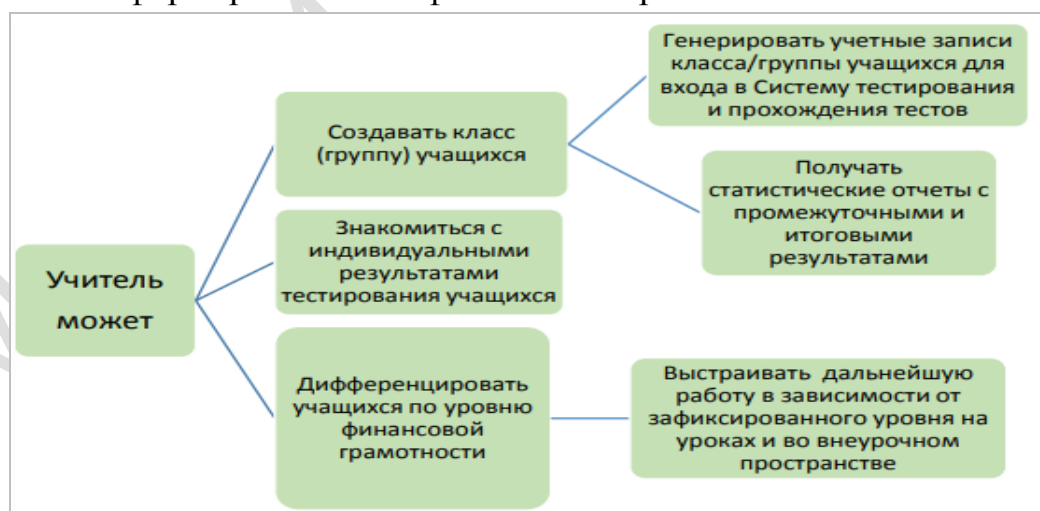 Генерировать учетные записи
класса/группы учащихся для
входа в Систему тестирования
и прохождения тестов
Создавать класс
(группу) учащихся
Получать
статистические отчеты с
промежуточными и
итоговыми
результатами
Учитель
может
Знакомиться с
индивидуальными
результатами
тестирования учащихся
Дифференцировать
учащихся по уровню
финансовой
грамотности
Выстраивать дальнейшую
работу в зависимости от
зафиксированного уровня на
уроках и во внеурочном
пространстве